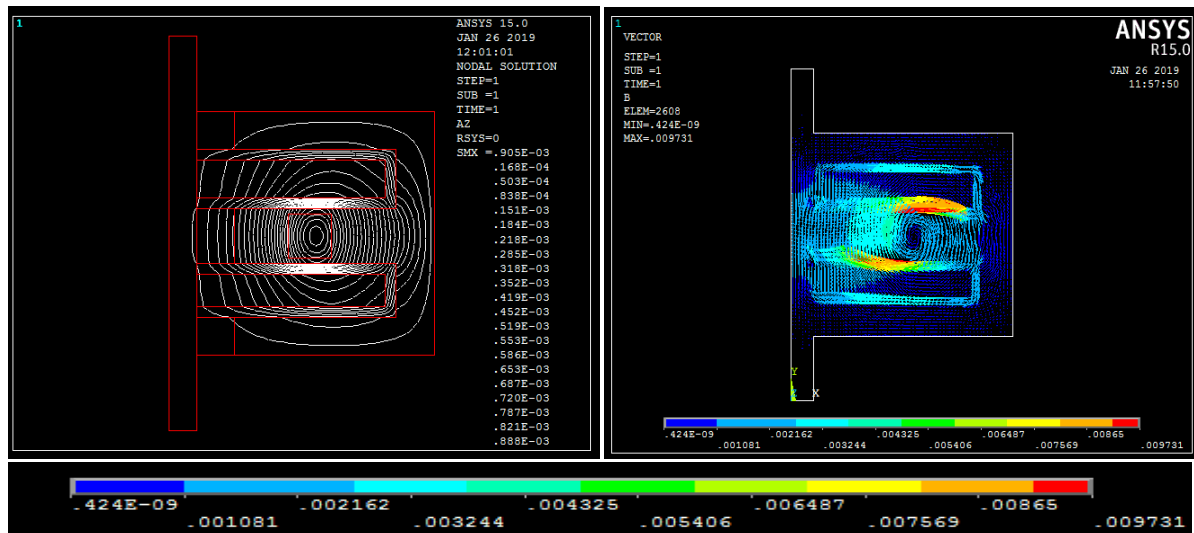 1
ANSYS 15.0
JAN 26 2019
12:01:01
NODAL SOLUTION
STEP=1
SUB =1
TIME=1
AZ
RSYS=0
SMX =.905E-03
.168E-04
.503E-04
.838E-04
.151E-03
.184E-03
.218E-03
.285E-03
.318E-03
.352E-03
.419E-03
.452E-03
.519E-03
.553E-03
.586E-03
.653E-03
.687E-03
.720E-03
.787E-03
.821E-03
.888E-03
1
VECTOR
STEP=1
SUB =1
TIME=1
B
ELEM=2608
MIN=.424E-09
MAX=.009731
ANSYS
R15.0
JAN 26 2019
11:57:50
Y
X
.424E-09 .002162 .004325 .006487 .00865
.001081 .003244 .005406 .007569 .009731
.424E-09 .002162 .004325 .006487 .00865
.001081 .003244 .005406 .007569 .009731